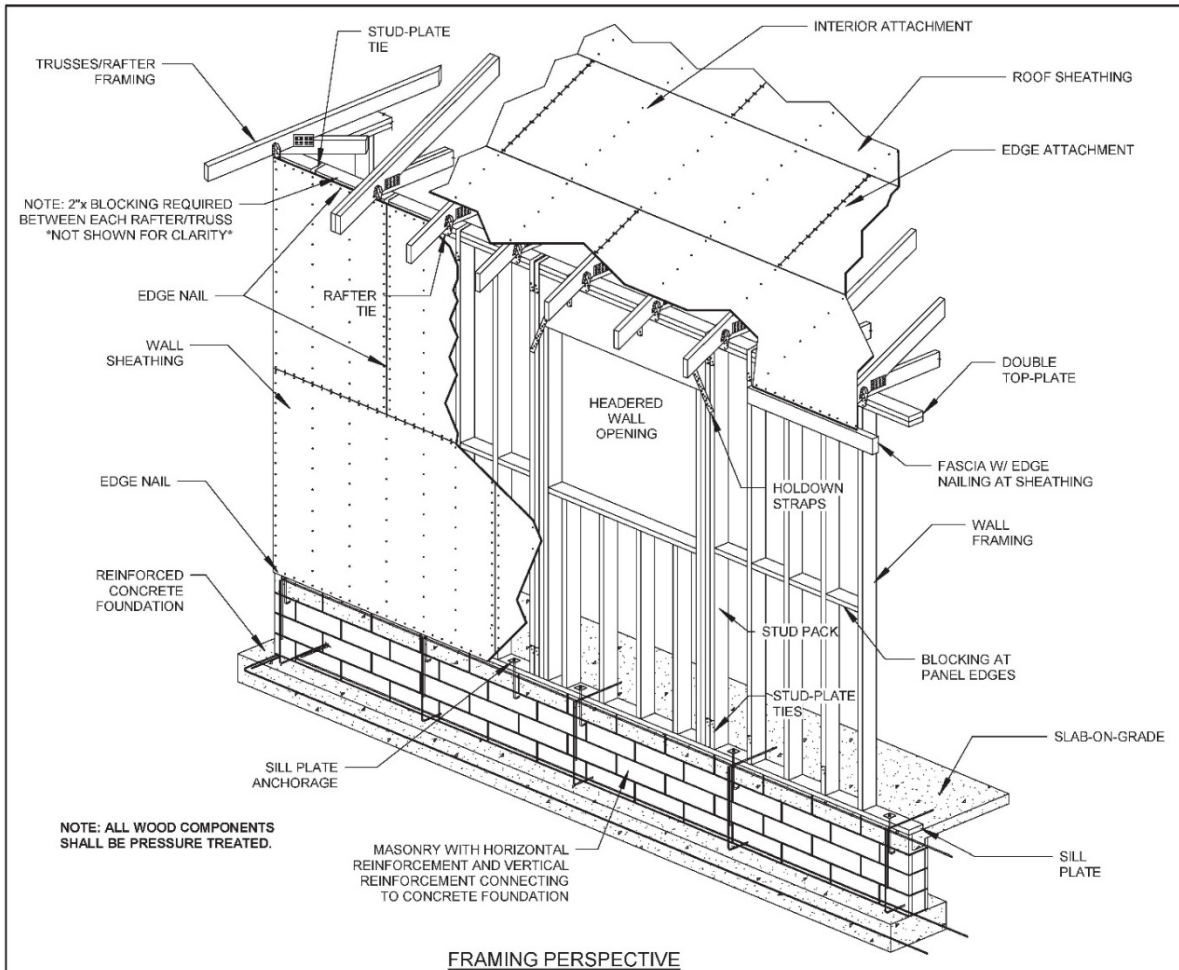 STUD-PLATE
TIE
TRUSSES/RAFTER
FRAMING
INTERIOR ATTACHMENT
ROOF SHEATHING
EDGE ATTACHMENT
NOTE: 2"x BLOCKING REQUIRED
BETWEEN EACH RAFTER/TRUSS
*NOT SHOWN FOR CLARITY*
EDGE NAIL
RAFTER
TIE
WALL
SHEATHING
HEADERED
WALL
OPENING
DOUBLE
TOP-PLATE
FASCIA W/ EDGE
NAILING AT SHEATHING
HOLDOWN
STRAPS
EDGE NAIL
WALL
FRAMING
REINFORCED
CONCRETE
FOUNDATION
STUD PACK
BLOCKING AT
PANEL EDGES
STUD-PLATE
TIES
SLAB-ON-GRADE
SILL PLATE
ANCHORAGE
NOTE: ALL WOOD COMPONENTS
SHALL BE PRESSURE TREATED.
MASONRY WITH HORIZONTAL
REINFORCEMENT AND VERTICAL
REINFORCEMENT CONNECTING
TO CONCRETE FOUNDATION
SILL
PLATE
FRAMING PERSPECTIVE